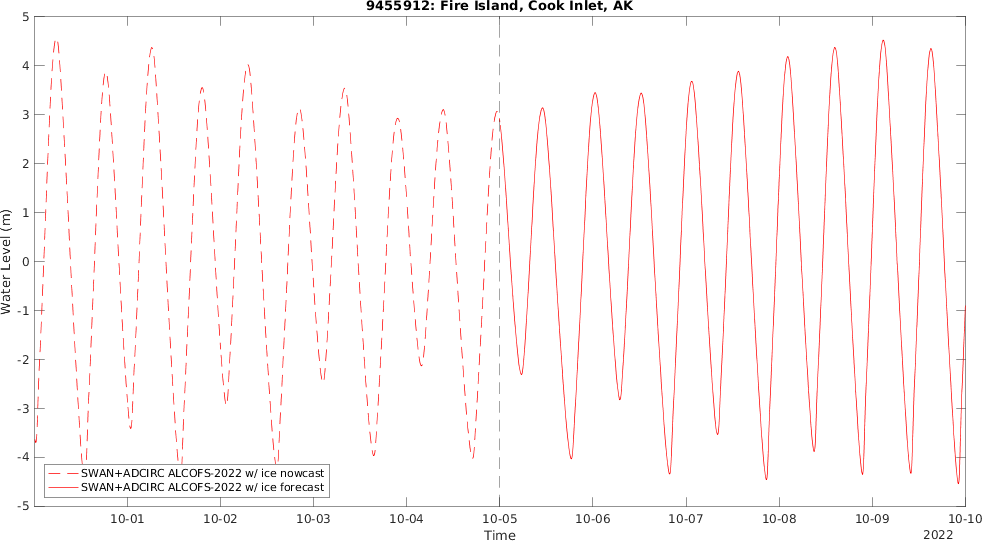 9455912: Fire Island, Cook Inlet, AK
5
4
3
2
1
0
-1
-2
-3
-4
-5
Water Level (m)
SWAN+ADCIRC ALCOFS-2022 w/ ice nowcast
SWAN+ADCIRC ALCOFS-2022 w/ ice forecast
10-01 10-02 10-03 10-04 10-05 10-06 10-07 10-08 10-09 10-10
Time
2022